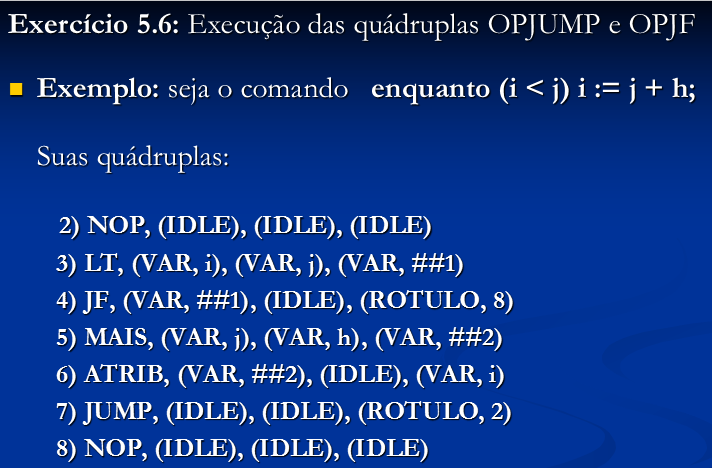 Exercício 5.6: Execução das quádruplas OPJUMP e OPJF
Exemplo: seja o comando enquanto (i < j) i := j + h;
Suas quádruplas:
2) NOP, (IDLE), (IDLE), (IDLE)
3) LT, (VAR, i), (VAR, j), (VAR, ##1)
4) JF, (VAR, ##1), (IDLE), (ROTULO, 8)
5) MAIS, (VAR, j), (VAR, h), (VAR, ##2)
6) ATRIB, (VAR, ##2), (IDLE), (VAR, i)
7) JUMP, (IDLE), (IDLE), (ROTULO, 2)
8) NOP, (IDLE), (IDLE), (IDLE)